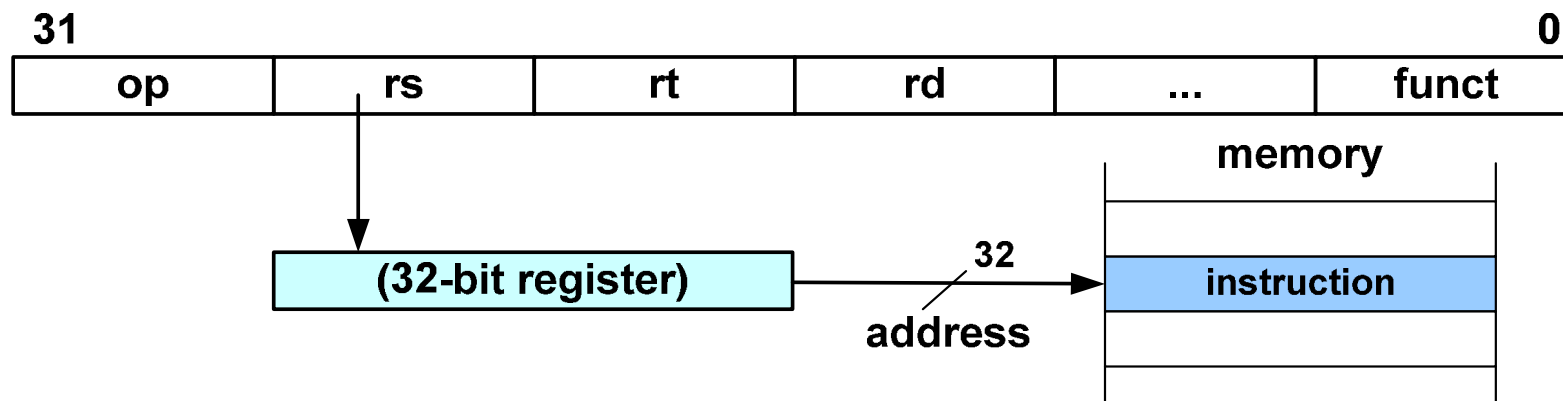 31 0
op rs rt rd ... funct
memory
32
(32-bit register) instruction
address